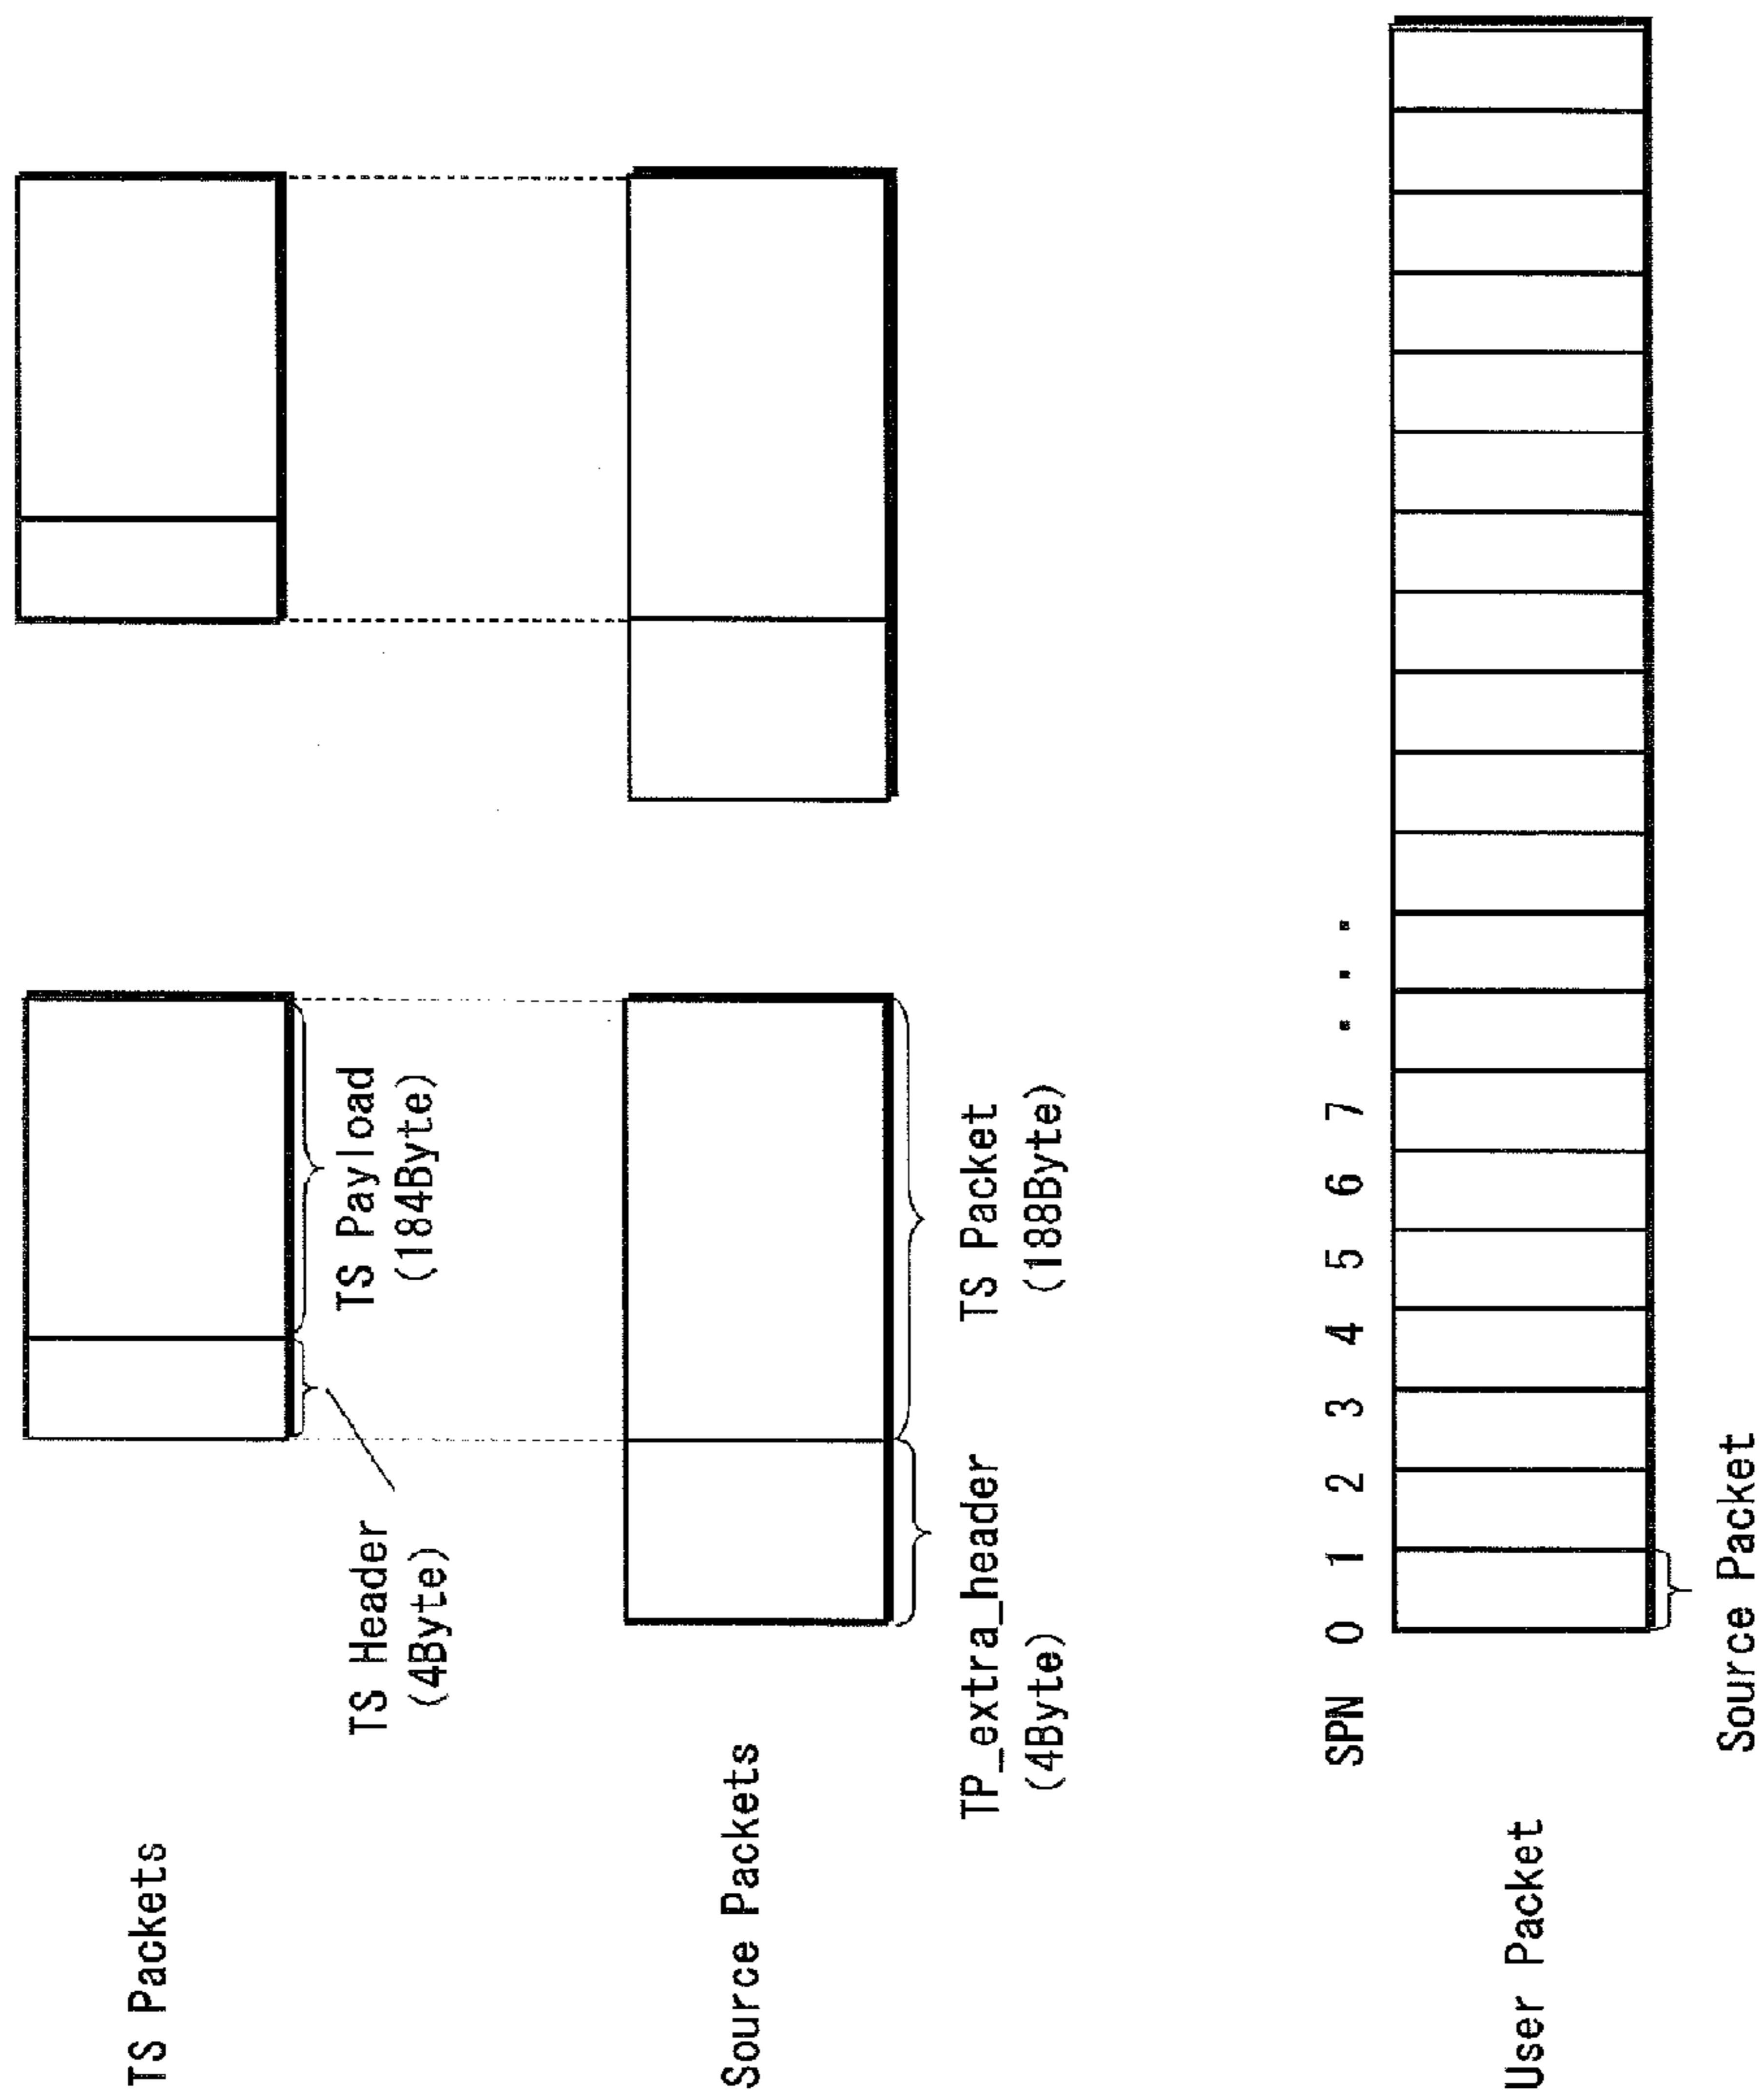 TS Packets
TS Header
(4Byte)
TS Payload
(184Byte)
Source Packets
TP_extra_header
(4Byte)
TS Packet
(188Byte)
SPN 0 1 2 3 4 5 6 7 . . .
User Packet
Source Packet